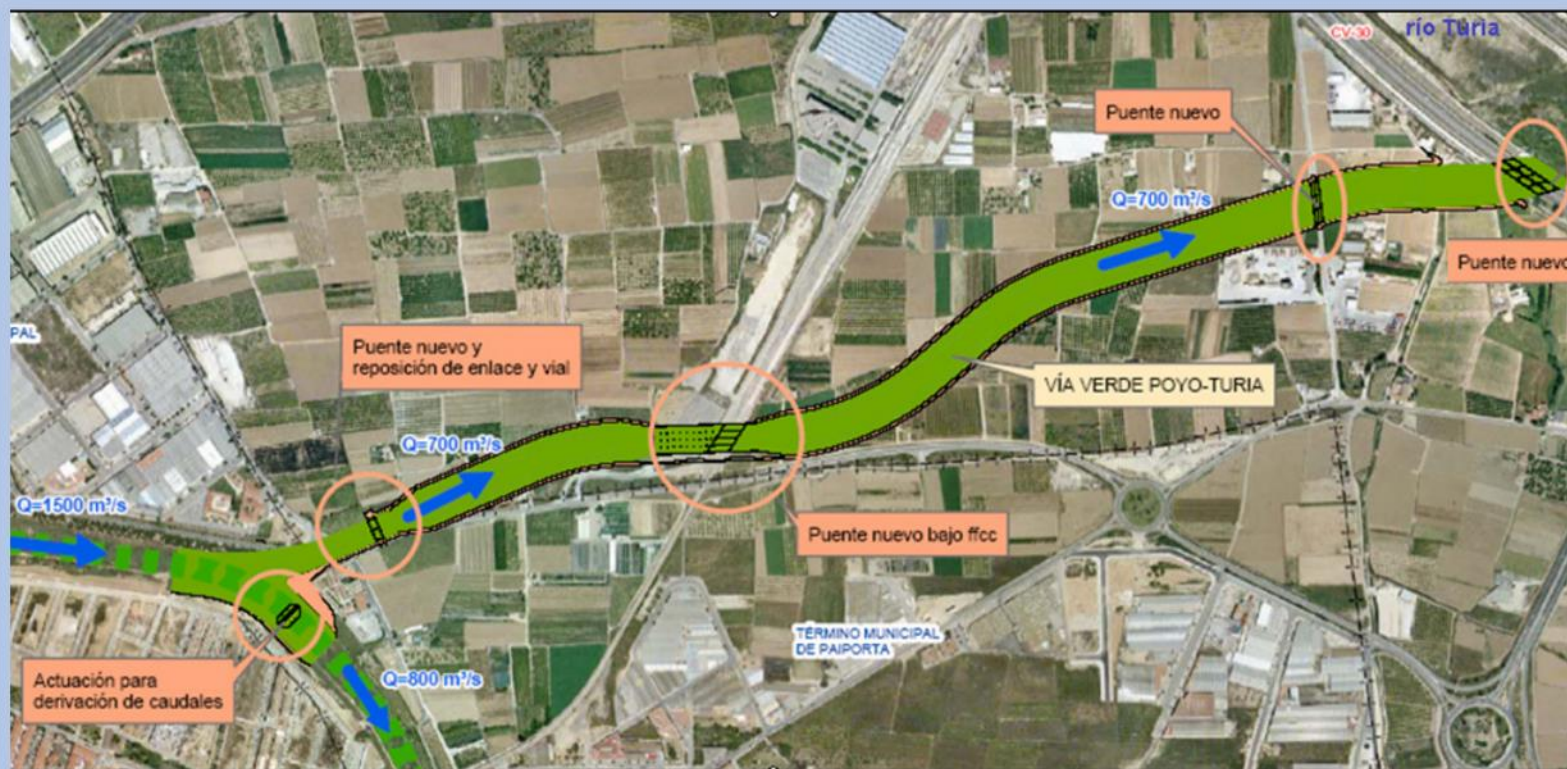 CV-30
río Turia
Puente nuevo
Q=700 m³/s
Puente nuevo
PAL
Puente nuevo y
reposición de enlace y vial
VÍA VERDE POYO-TURIA
Q=700 m³/s
Q=1500 m³/s
Puente nuevo bajo ffcc
TÉRMINO MUNICIPAL
DE PAIPORTA
Actuación para
derivación de caudales
Q=800 m³/s